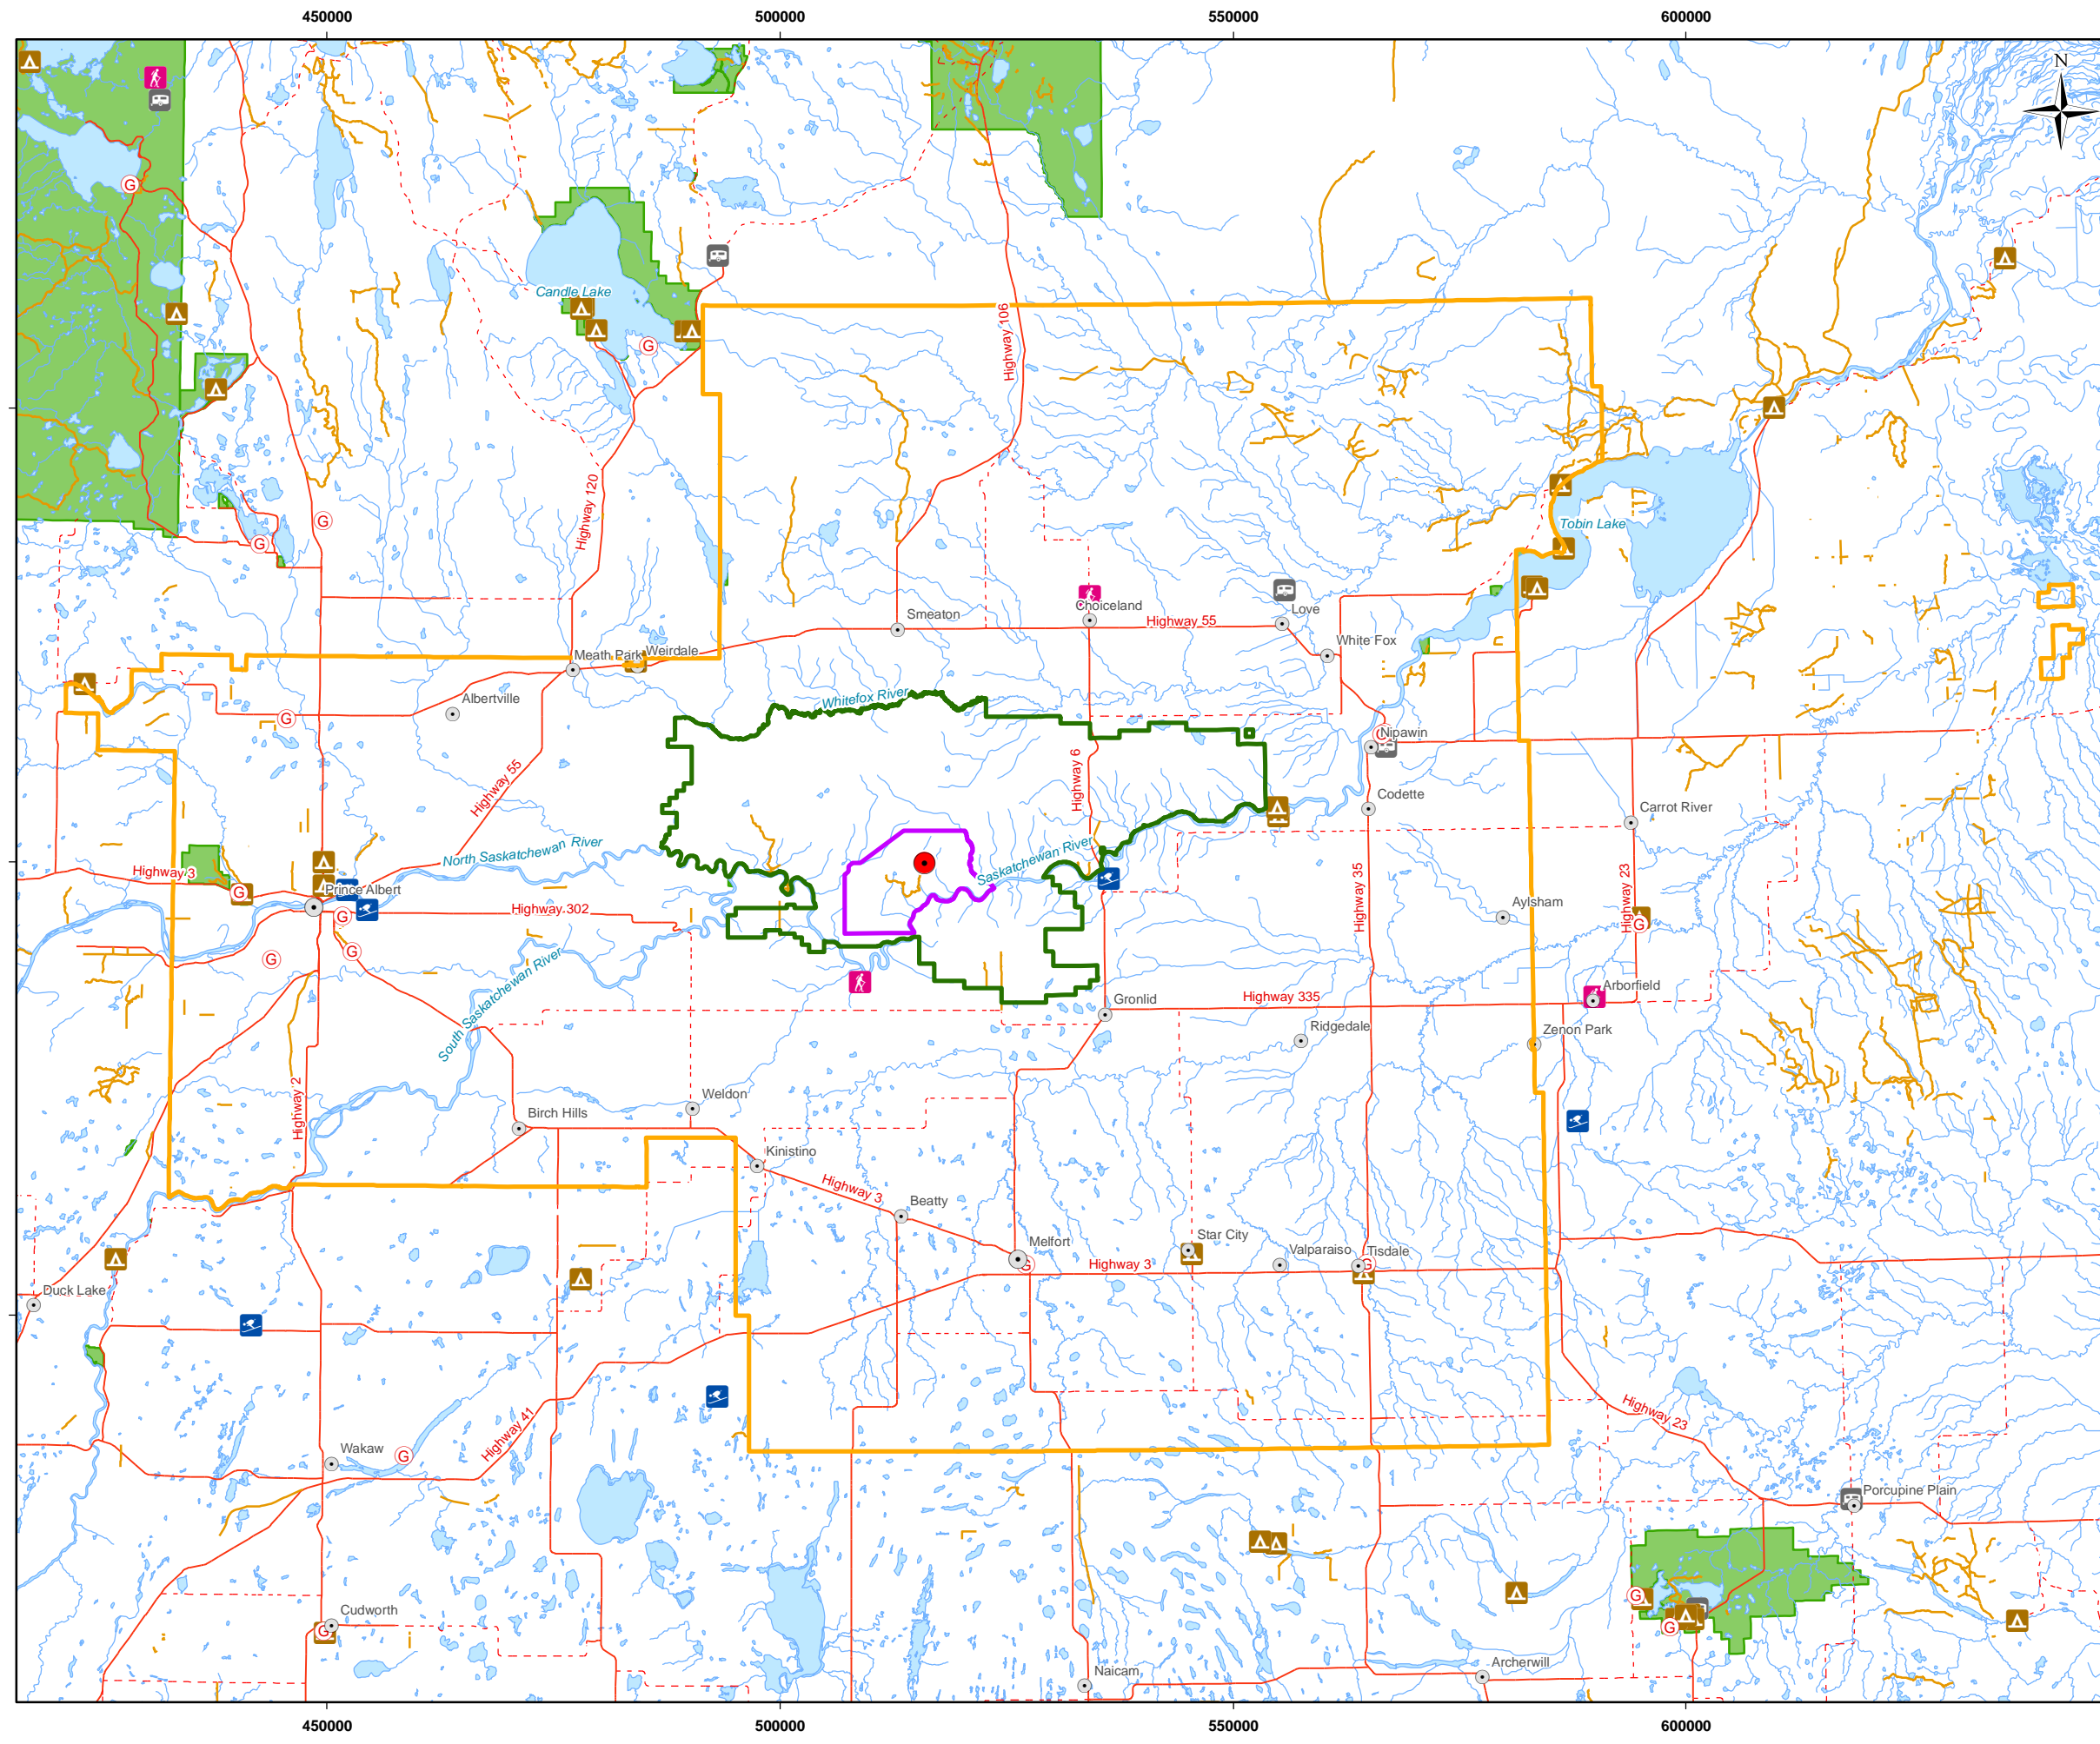 450000 500000 550000 600000
N
G
Candle Lake
Highway 106
G
Highway 120
G
Tobin Lake
G
Smeaton
Choiceland
Love
Highway 55
White Fox
Meath Park
Weirdale
Albertville
Whitefox River
G
Nipawin
Highway 55
Highway 6
Codette
Carrot River
North Saskatchewan River
Saskatchewan River
Highway 3
Prince Albert
G
Highway 302
G
Highway 35
Highway 23
Aylsham
G
G
G
South Saskatchewan River
Arborfield
Gronlid
Highway 335
Ridgedale
Zenon Park
Highway 2
Weldon
Birch Hills
Kinistino
Highway 3
Beatty
Star City
Melfort
G
Valparaiso
Tisdale
G
Highway 3
Duck Lake
Highway 41
Highway 23
Wakaw
G
Porcupine Plain
G
Cudworth
G
G
Archerwill
Naicam
450000 500000 550000 600000